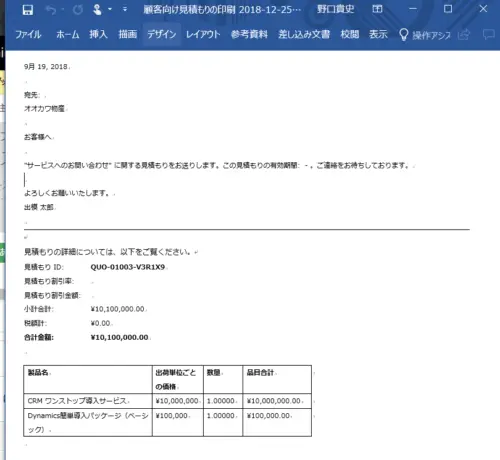 顧客向け見積もりの印刷 2018-12-25… 野口貴史
ファイル ホーム 挿入 描画 デザイン レイアウト 参考資料 差し込み文書 校閲 表示 操作アシス
9月 19, 2018
宛先:
オオカワ物産
お客様へ
"サービスへのお問い合わせ" に関する見積もりをお送りします。この見積もりの有効期間: - 。ご連絡をお待ちしております。
よろしくお願いいたします。
出模 太郎
見積もりの詳細については、以下をご覧ください。
見積もり ID: QUO-01003-V3R1X9
見積もり割引率:
見積もり割引金額:
小計合計: ¥10,100,000.00
税額計: ¥0.00
合計金額: ¥10,100,000.00
製品名 出荷単位ごとの価格 数量 品目合計
CRM ワンストップ導入サービス ¥10,000,000 1.00000 ¥10,000,000.00
Dynamics簡単導入パッケージ（ベーシック） ¥100,000 1.00000 ¥100,000.00